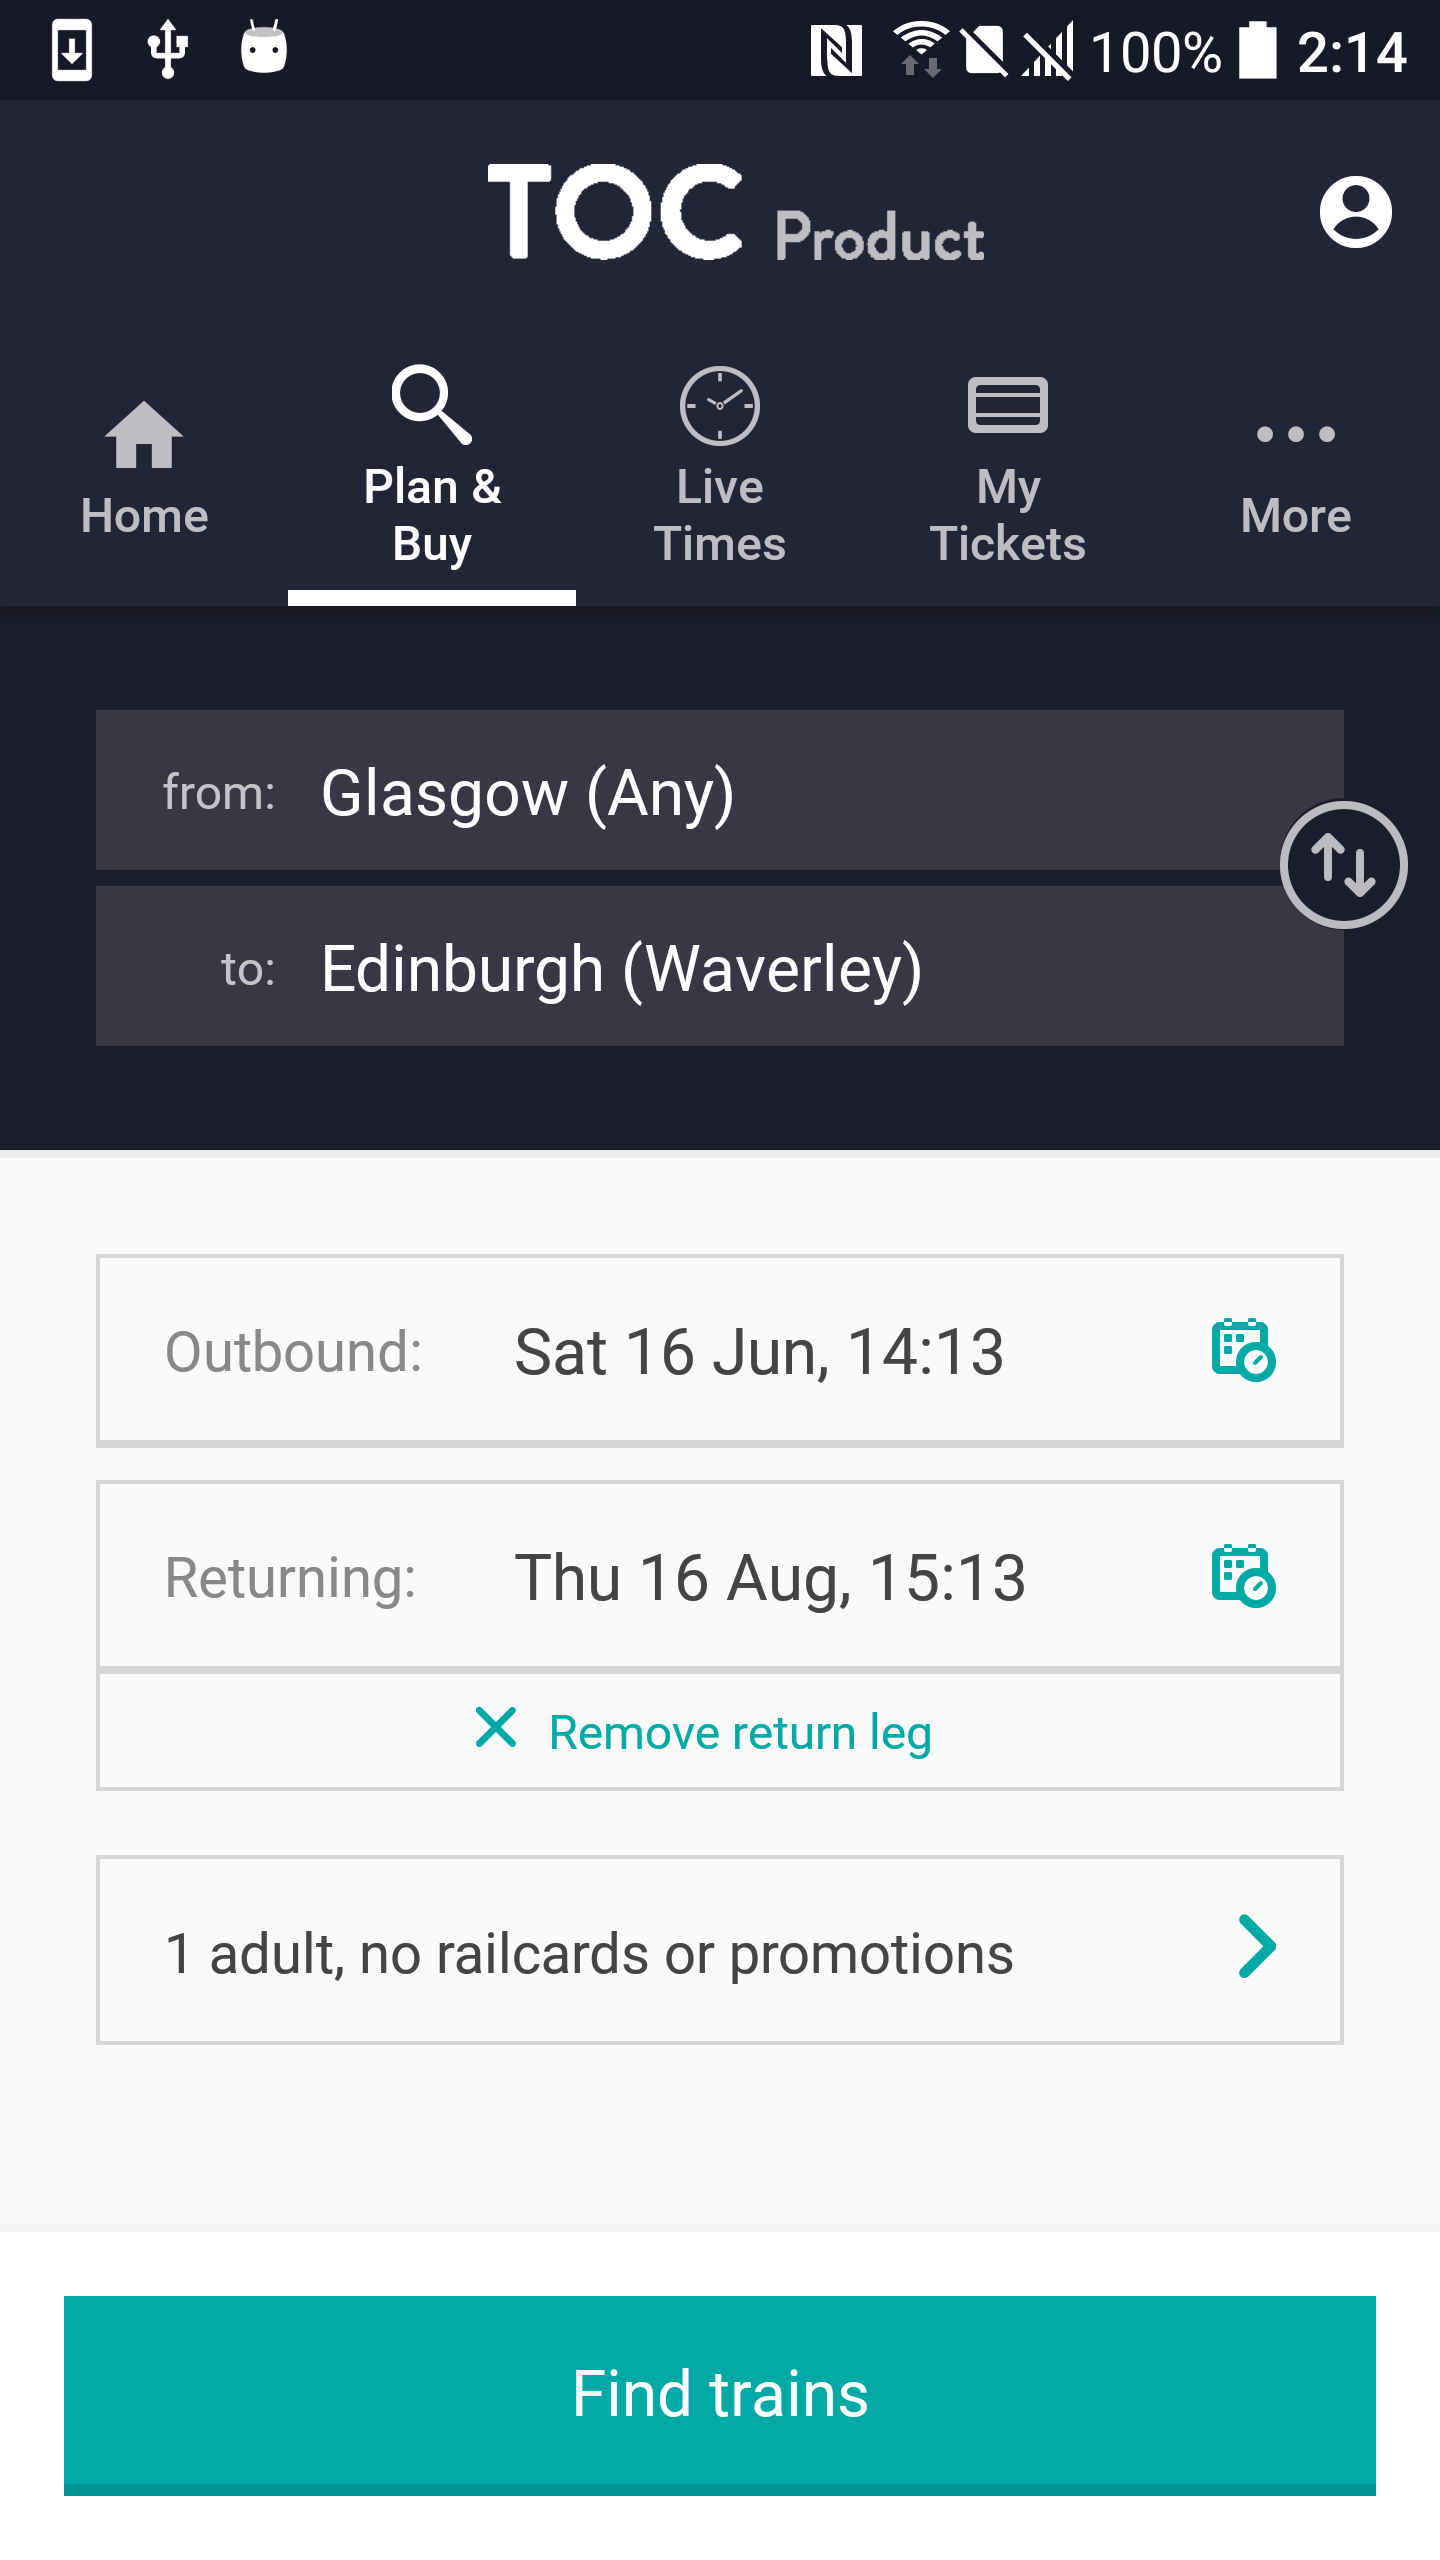 100% 2:14
TOC Product
Home
Plan &
Buy
Live
Times
My
Tickets
More
from: Glasgow (Any)
to: Edinburgh (Waverley)
Outbound: Sat 16 Jun, 14:13
Returning: Thu 16 Aug, 15:13
Remove return leg
1 adult, no railcards or promotions
Find trains